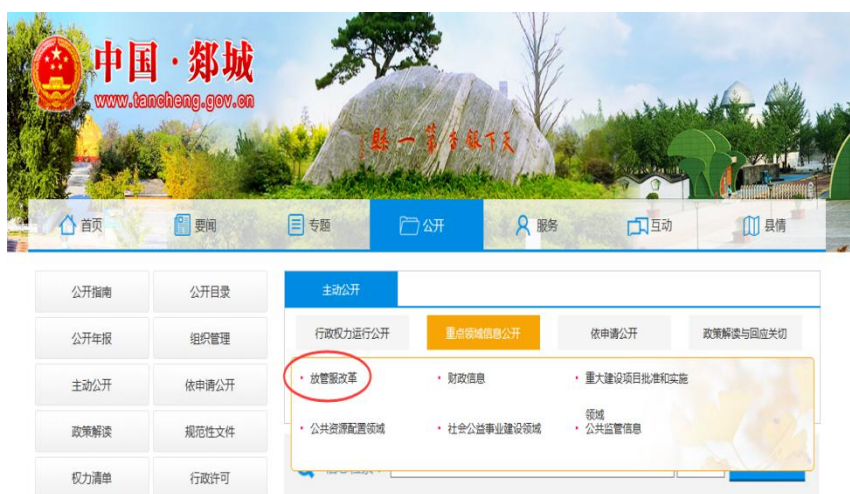 中国·郯城
www.tancheng.gov.cn
天下银杏第一縣
首页 要闻 专题 公开 服务 互动 县情
公开指南 公开目录 主动公开
公开年报 组织管理 行政权力运行公开 重点领域信息公开 依申请公开 政策解读与回应关切
主动公开 依申请公开 放管服改革 财政信息 重大建设项目批准和实施
领域
政策解读 规范性文件 公共资源配置领域 社会公益事业建设领域 公共监管信息
权力清单 行政许可